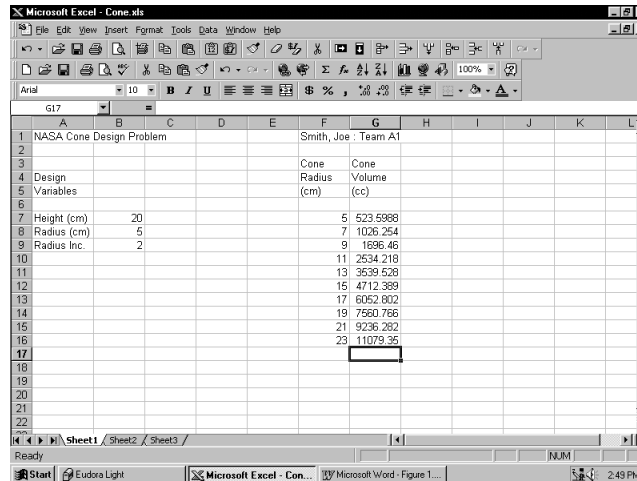 Microsoft Excel - Cone.xls
File Edit View Insert Format Tools Data Window Help
100%
Arial 10 B I U $ % ,
G17 =
A B C D E F G H I J K L
1 NASA Cone Design Problem Smith, Joe : Team A1
2
3 Cone Cone
4 Design Radius Volume
5 Variables (cm) (cc)
6
7 Height (cm) 20 5 523.5988
8 Radius (cm) 5 7 1026.254
9 Radius Inc. 2 9 1696.46
10 11 2534.218
11 13 3539.528
12 15 4712.389
13 17 6052.802
14 19 7560.766
15 21 9236.282
16 23 11079.35
17
18
19
20
21
22
Sheet1 Sheet2 Sheet3
Ready NUM
Start Eudora Light Microsoft Excel - Con... Microsoft Word - Figure 1.... 2:49 PM